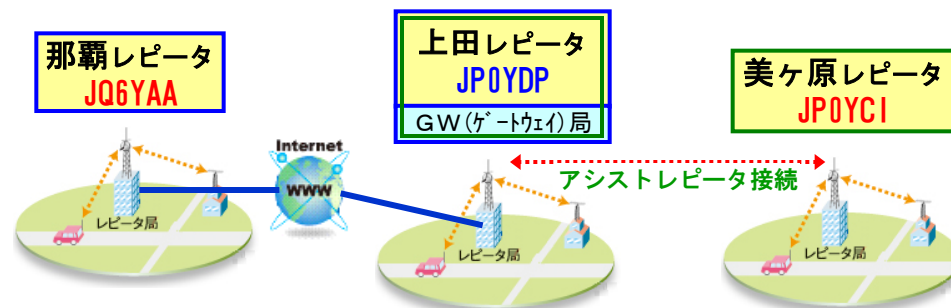 那覇レピータ
JQ6YAA
上田レピータ
JP0YDP
GW(ｹﾞｰﾄｳｪｲ)局
美ヶ原レピータ
JP0YCI
Internet
WWW
アシストレピータ接続
レピータ局
レピータ局
レピータ局